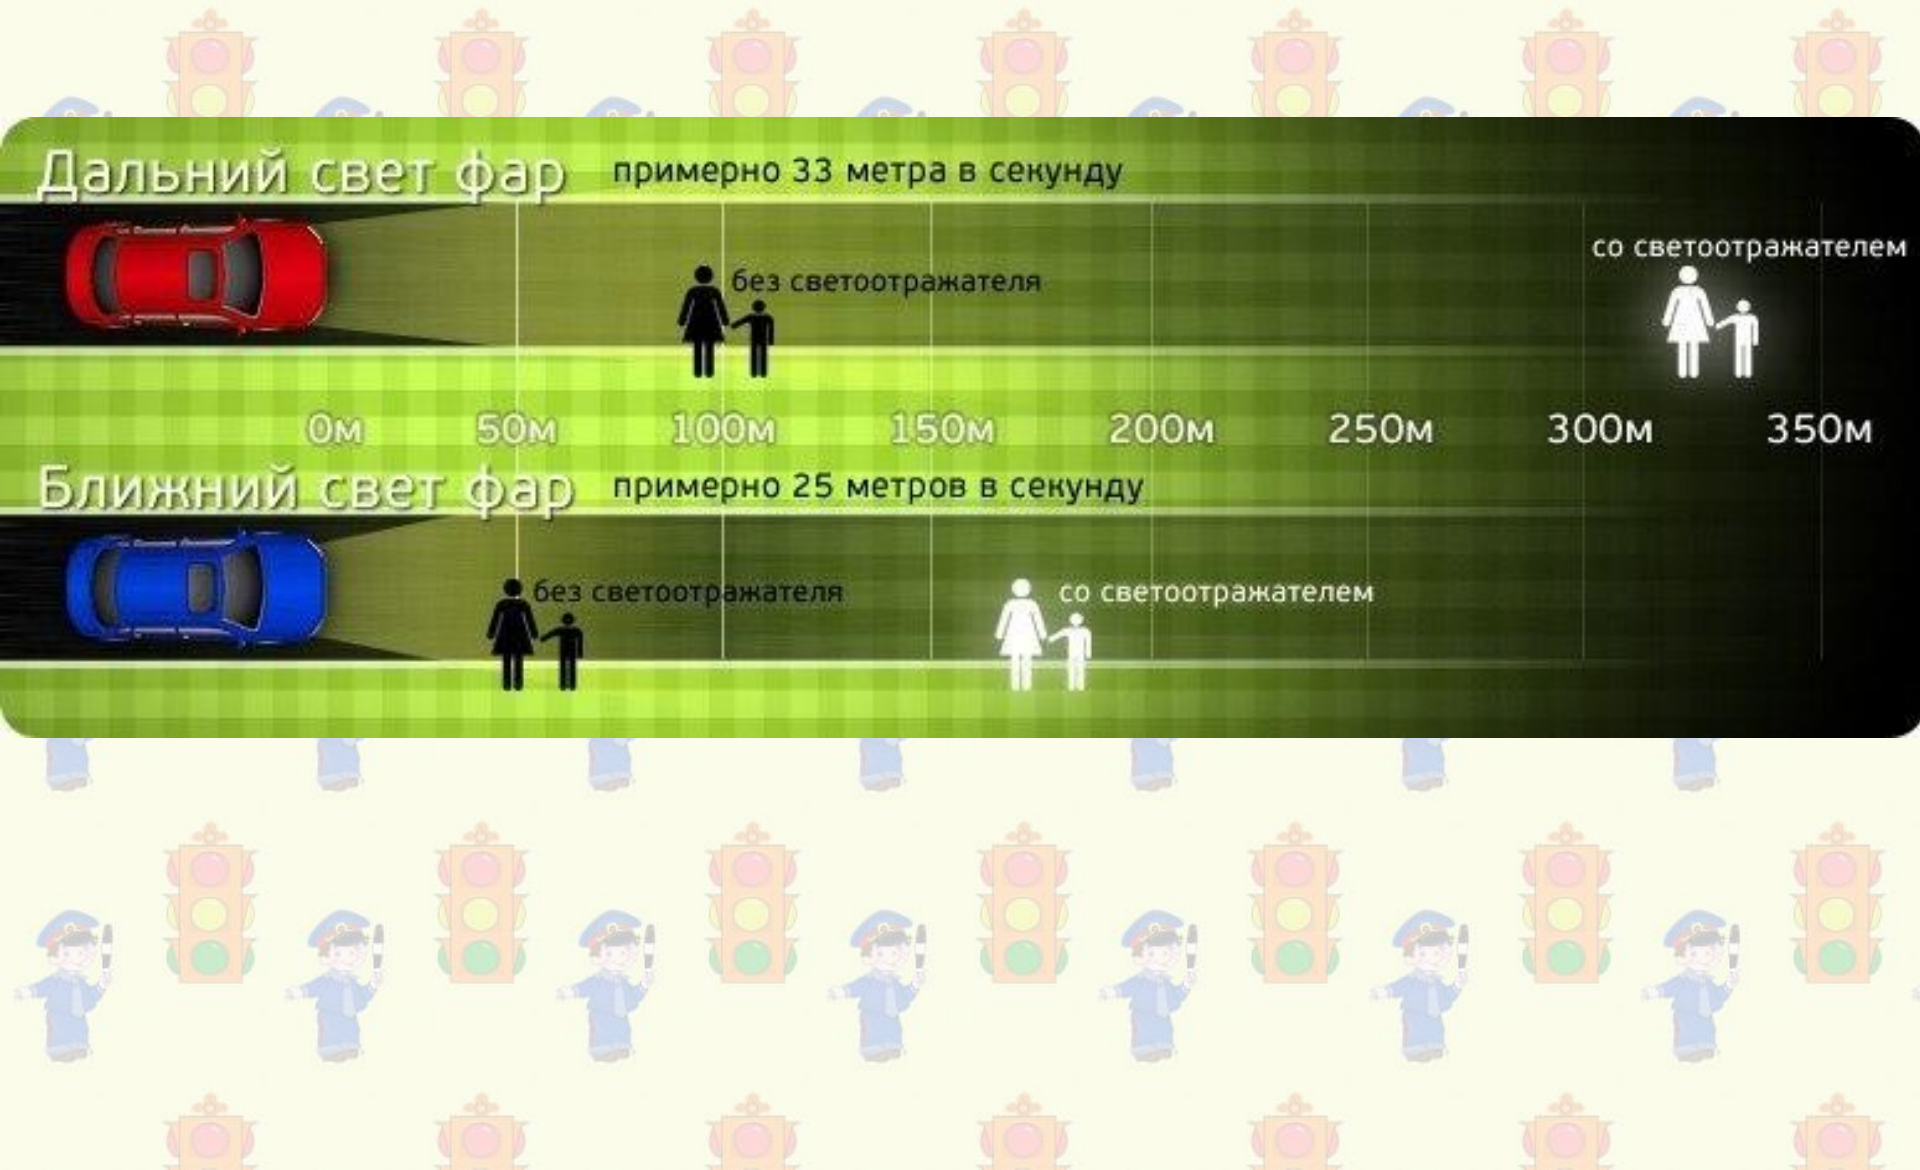 Дальний свет фар примерно 33 метра в секунду
со светоотражателем
без светоотражателя
0м 50м 100м 150м 200м 250м 300м 350м
Ближний свет фар примерно 25 метров в секунду
без светоотражателя со светоотражателем